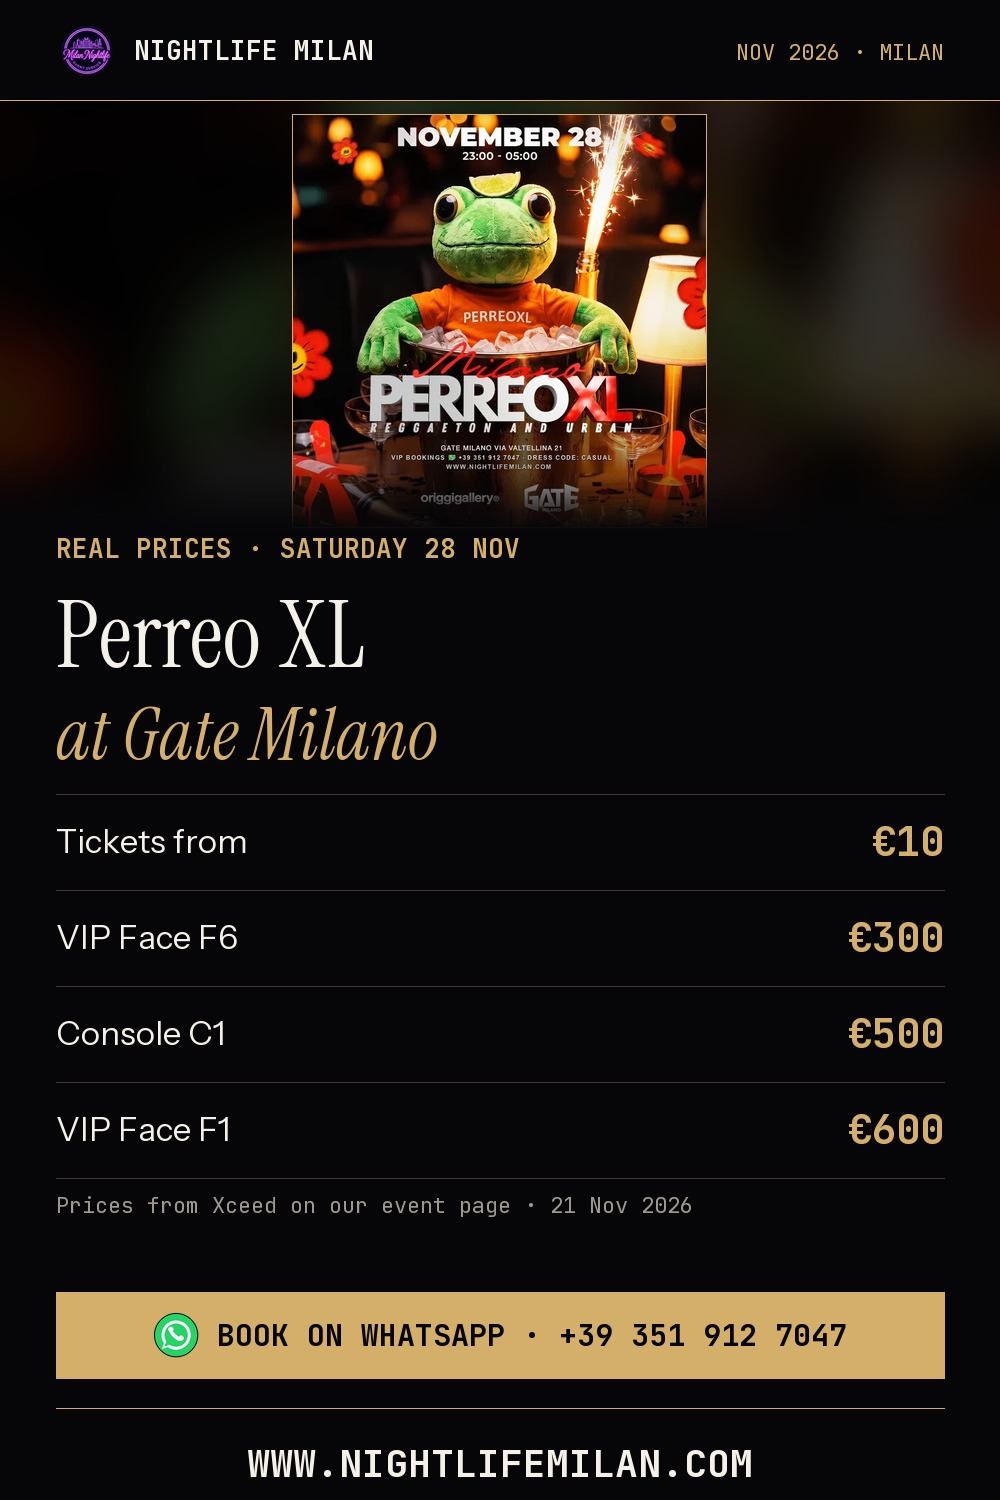 Milan Nightlife
NIGHTLIFE MILAN
NOV 2026 · MILAN
NOVEMBER 28
23:00 - 05:00
PERREOXL
Milano
PERREOXL
REGGAETON AND URBAN
GATE MILANO VIA VALTELLINA 21
VIP BOOKINGS +39 351 912 7047 · DRESS CODE: CASUAL
WWW.NIGHTLIFEMILAN.COM
origgigallery®
GATE
MILANO
REAL PRICES · SATURDAY 28 NOV
Perreo XL
at Gate Milano
Tickets from €10
VIP Face F6 €300
Console C1 €500
VIP Face F1 €600
Prices from Xceed on our event page · 21 Nov 2026
BOOK ON WHATSAPP · +39 351 912 7047
WWW.NIGHTLIFEMILAN.COM